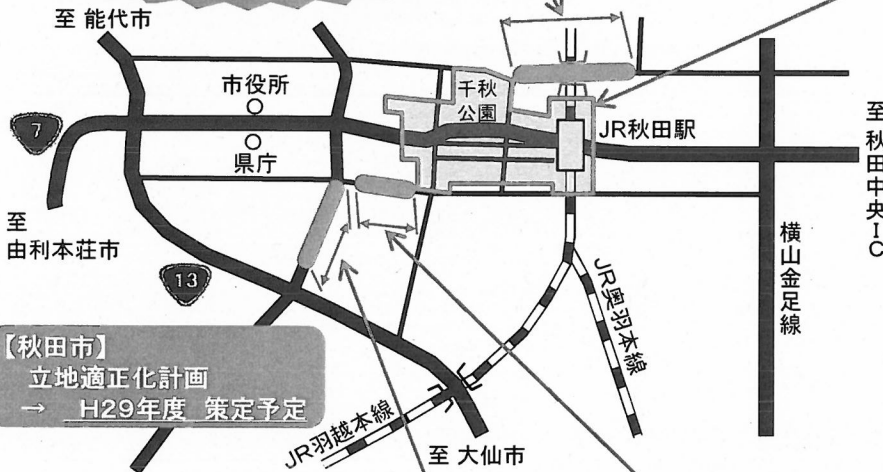 至 能代市
市役所
千秋
公園
7
JR秋田駅
県庁
至 秋田中央IC
至
由利本荘市
横山金足線
13
JR奥羽本線
【秋田市】
立地適正化計画
→ H29年度 策定予定
JR羽越本線
至 大仙市